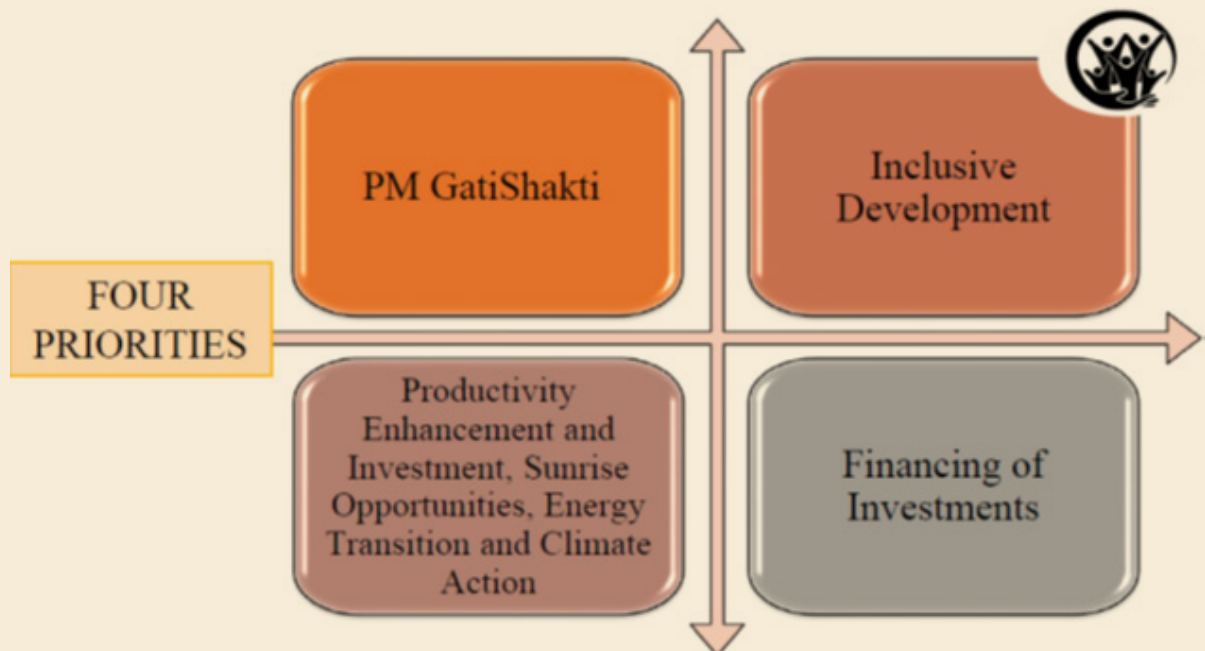 FOUR
PRIORITIES
PM GatiShakti
Inclusive
Development
Productivity
Enhancement and
Investment, Sunrise
Opportunities, Energy
Transition and Climate
Action
Financing of
Investments